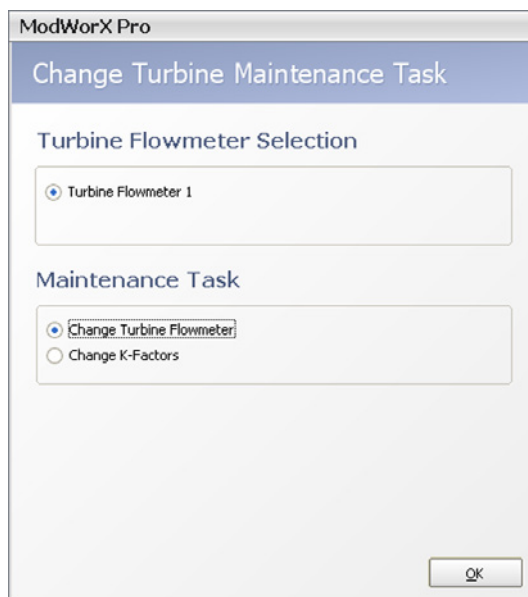 ModWorX Pro
Change Turbine Maintenance Task
Turbine Flowmeter Selection
Turbine Flowmeter 1
Maintenance Task
Change Turbine Flowmeter
Change K-Factors
OK